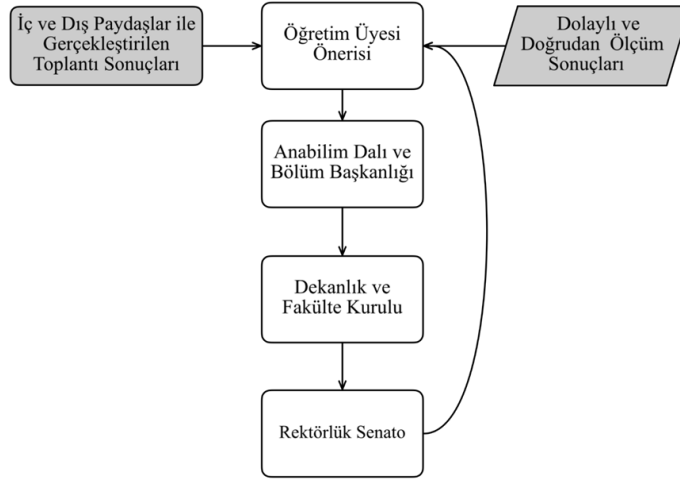 İç ve Dış Paydaşlar ile
Gerçekleştirilen
Toplantı Sonuçları
Öğretim Üyesi
Önerisi
Dolaylı ve
Doğrudan Ölçüm
Sonuçları
Anabilim Dalı ve
Bölüm Başkanlığı
Dekanlık ve
Fakülte Kurulu
Rektörlük Senato